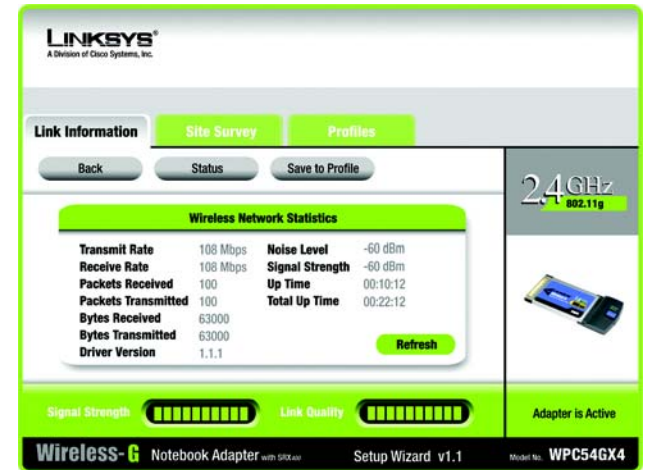 LINKSYS®
A Division of Cisco Systems, Inc.
Link Information Site Survey Profiles
Back Status Save to Profile
2.4GHz
802.11g
Wireless Network Statistics
Transmit Rate 108 Mbps Noise Level -60 dBm
Receive Rate 108 Mbps Signal Strength -60 dBm
Packets Received 100 Up Time 00:10:12
Packets Transmitted 100 Total Up Time 00:22:12
Bytes Received 63000
Bytes Transmitted 63000
Driver Version 1.1.1
Refresh
Signal Strength Link Quality Adapter is Active
Wireless-G Notebook Adapter with SRX400 Setup Wizard v1.1 Model No. WPC54GX4